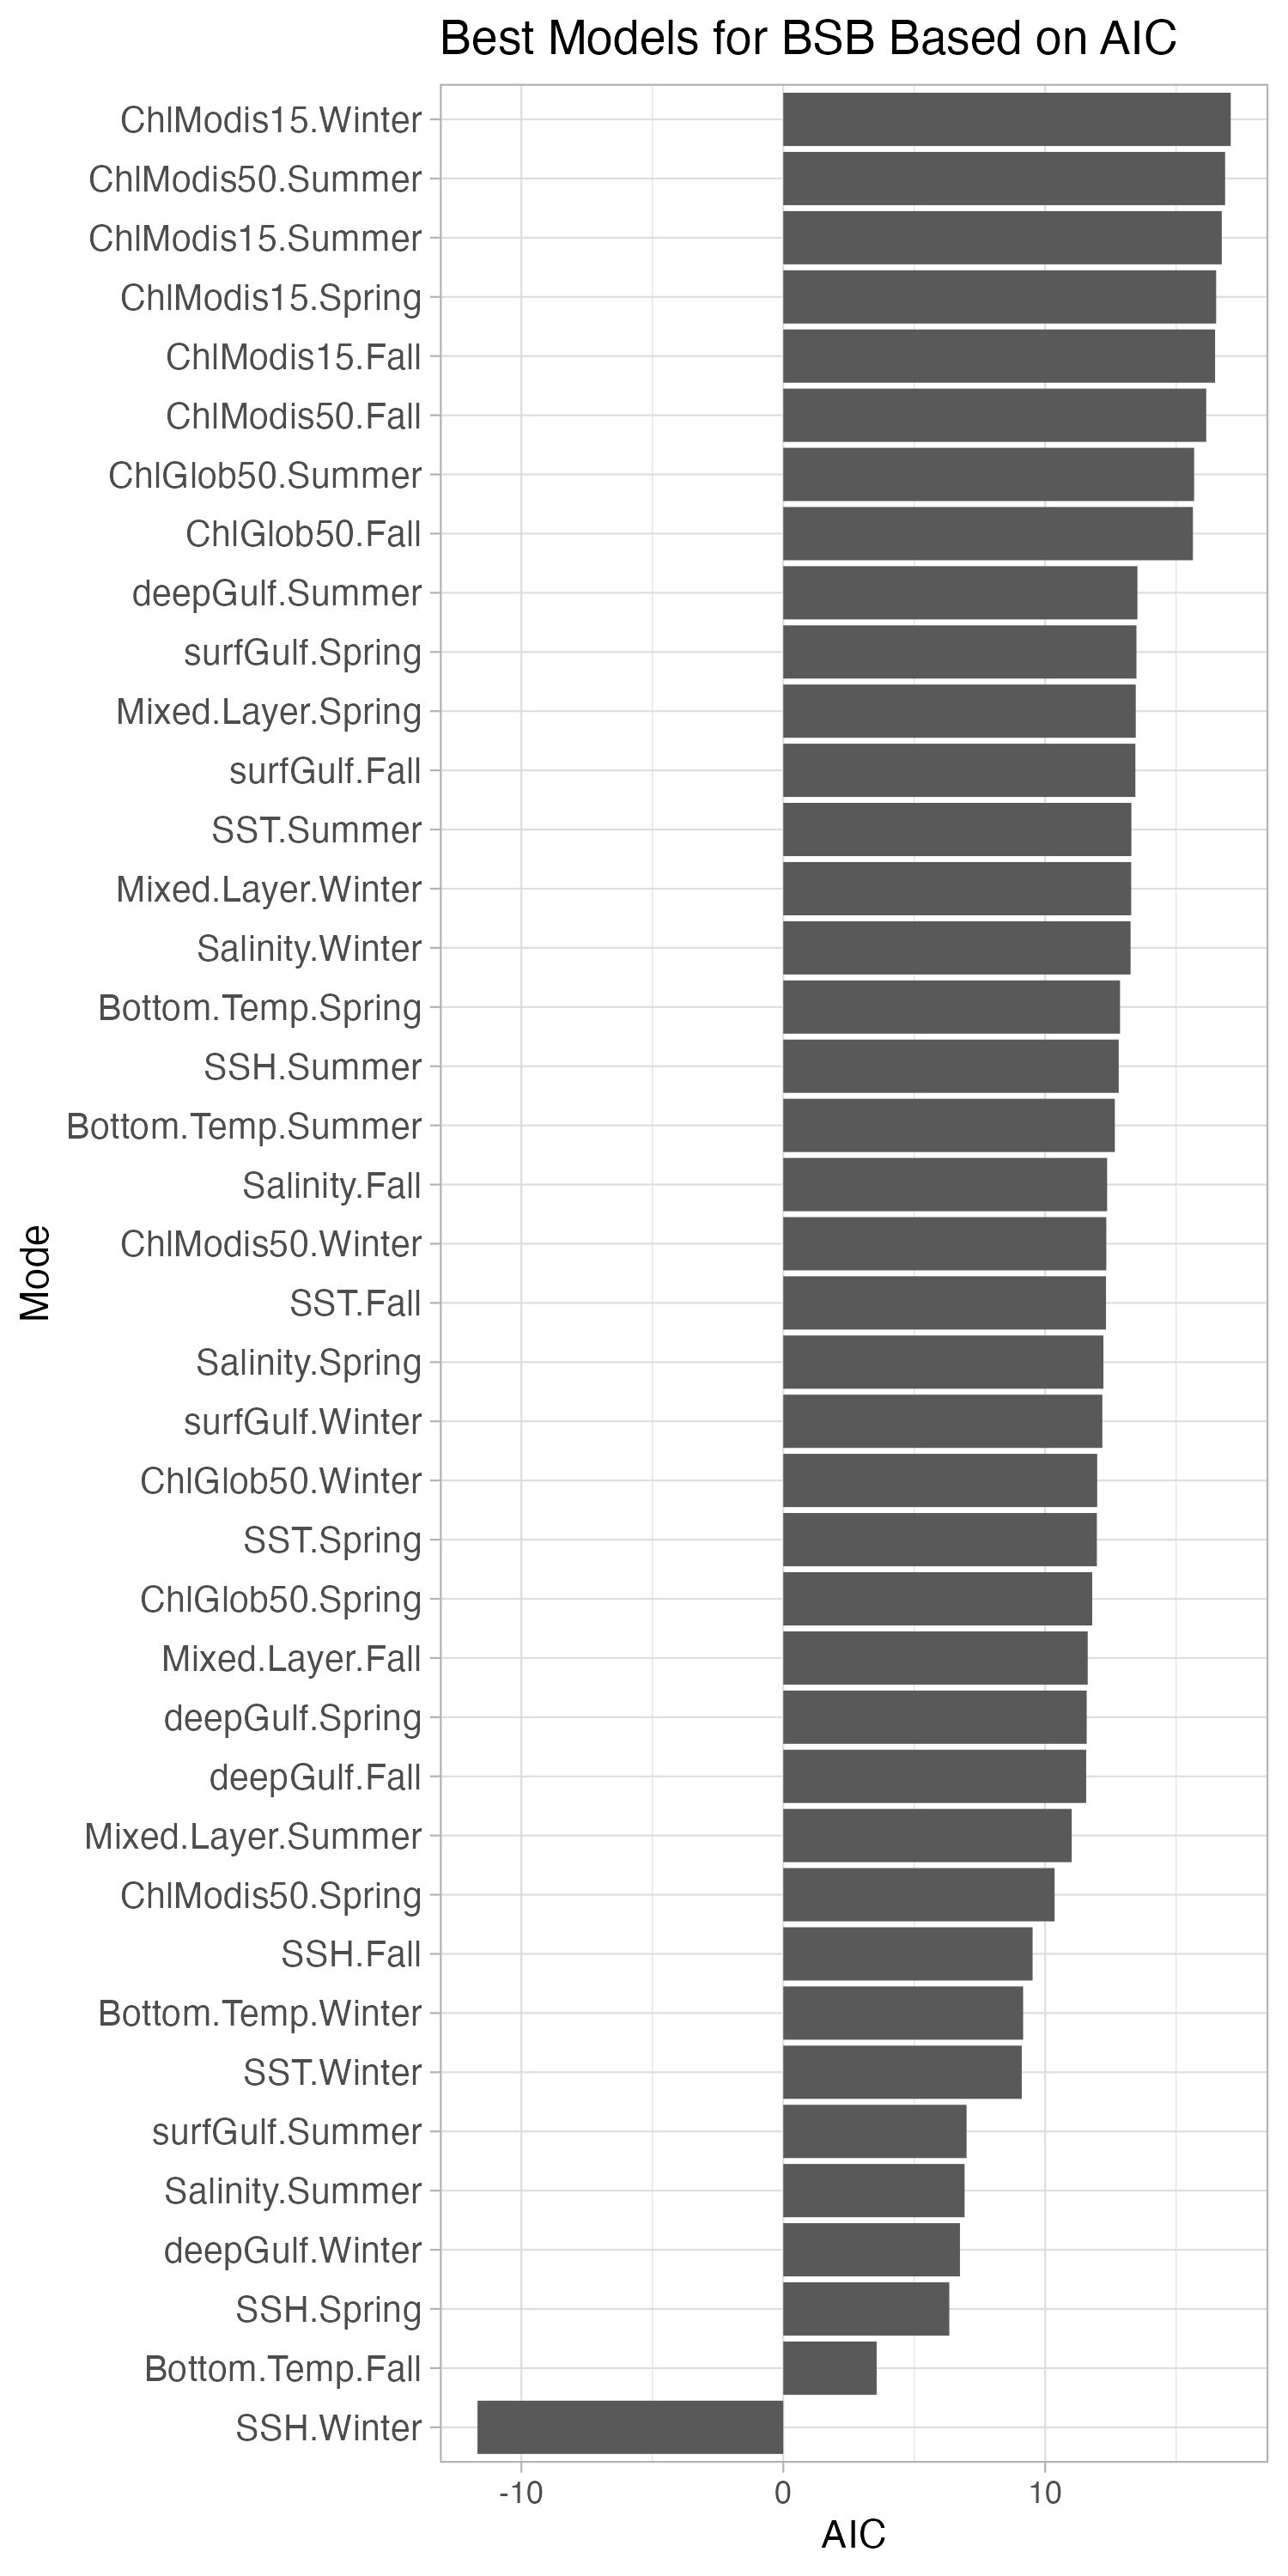 Best Models for BSB Based on AIC
ChlModis15.Winter
ChlModis50.Summer
ChlModis15.Summer
ChlModis15.Spring
ChlModis15.Fall
ChlModis50.Fall
ChlGlob50.Summer
ChlGlob50.Fall
deepGulf.Summer
surfGulf.Spring
Mixed.Layer.Spring
surfGulf.Fall
SST.Summer
Mixed.Layer.Winter
Salinity.Winter
Bottom.Temp.Spring
SSH.Summer
Bottom.Temp.Summer
Salinity.Fall
ChlModis50.Winter
SST.Fall
Salinity.Spring
surfGulf.Winter
ChlGlob50.Winter
SST.Spring
ChlGlob50.Spring
Mixed.Layer.Fall
deepGulf.Spring
deepGulf.Fall
Mixed.Layer.Summer
ChlModis50.Spring
SSH.Fall
Bottom.Temp.Winter
SST.Winter
surfGulf.Summer
Salinity.Summer
deepGulf.Winter
SSH.Spring
Bottom.Temp.Fall
SSH.Winter
Mode
-10 0 10
AIC